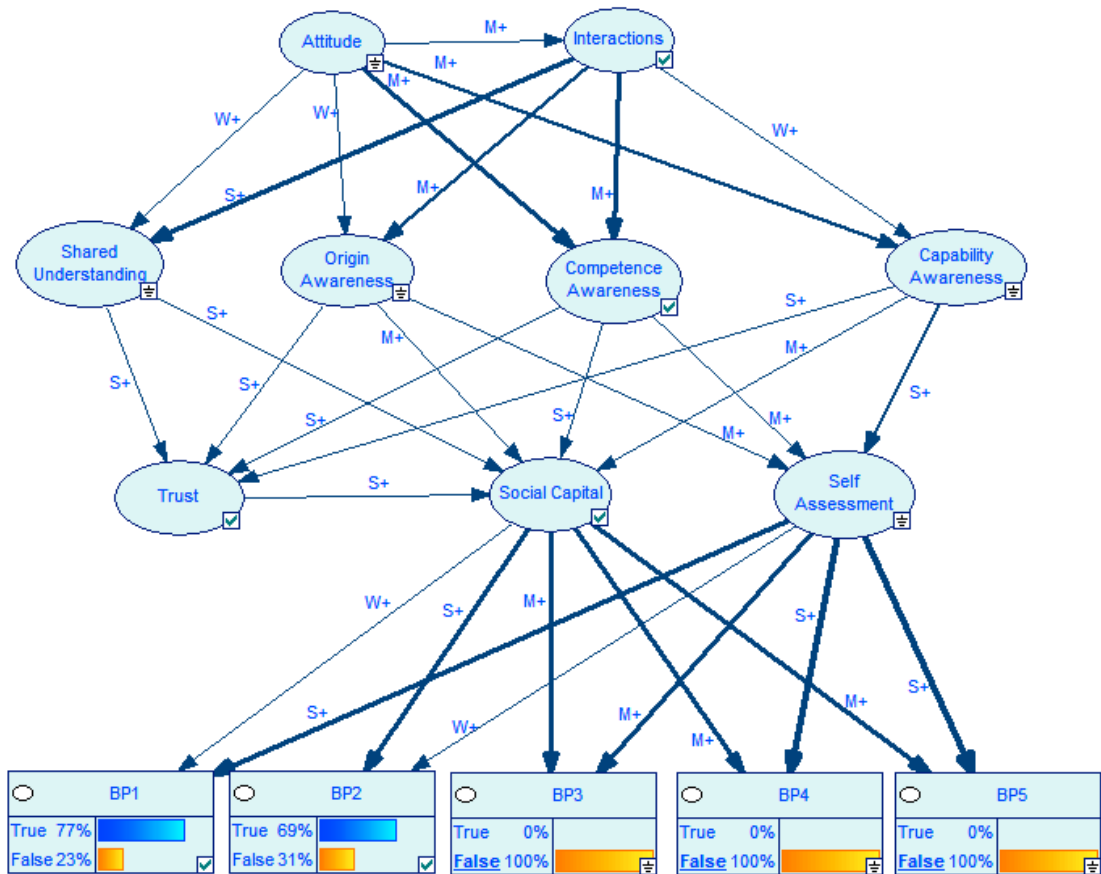 Attitude
M+
Interactions
M+
M+
W+
W+
W+
S+
M+
M+
Shared
Understanding
Origin
Awareness
Competence
Awareness
Capability
Awareness
S+
S+
M+
S+
M+
S+
S+
S+
S+
M+
M+
S+
Trust
S+
Social Capital
Self
Assessment
W+
S+
M+
S+
S+
S+
W+
M+
M+
M+
BP1
True 77%
False 23%
BP2
True 69%
False 31%
BP3
True 0%
False 100%
BP4
True 0%
False 100%
BP5
True 0%
False 100%